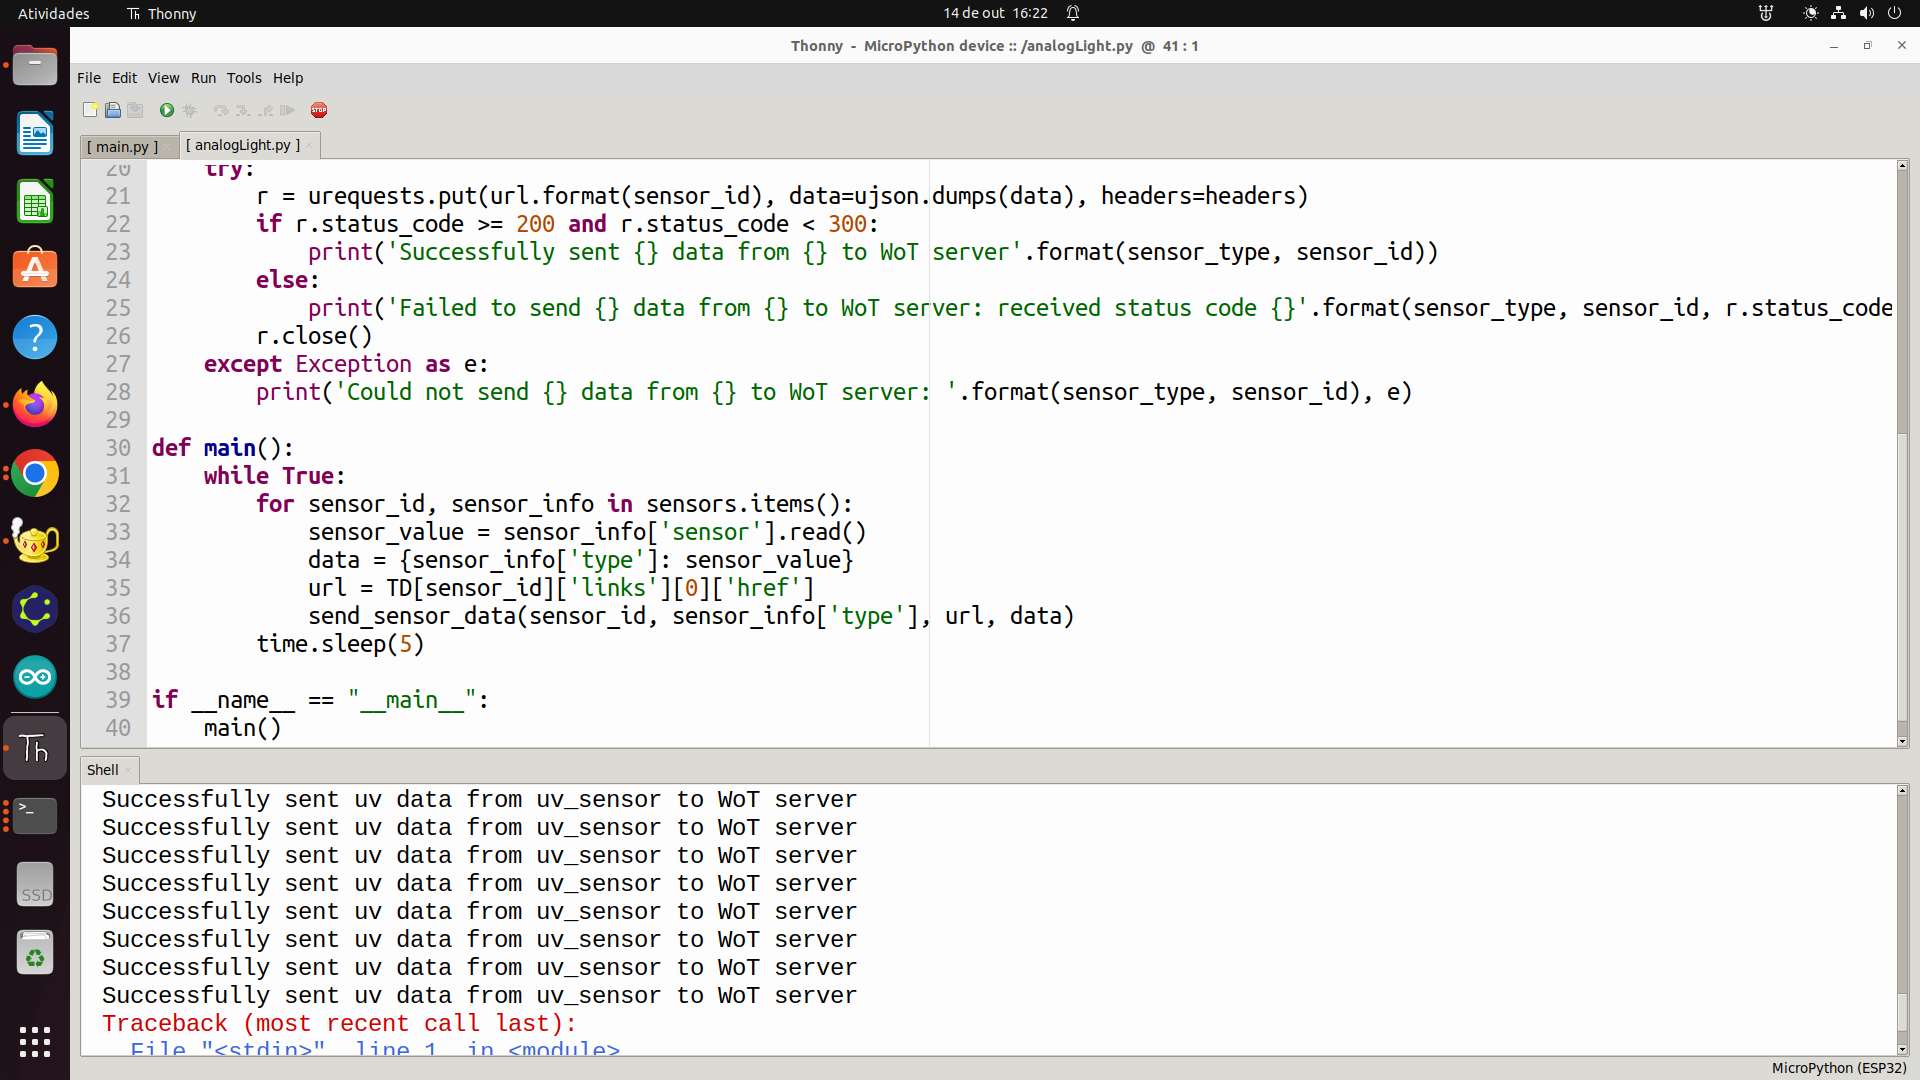 Atividades
Th Thonny
14 de out 16:22
Thonny - MicroPython device :: /analogLight.py @ 41 : 1
File Edit View Run Tools Help
STOP
[ main.py ]
[ analogLight.py ]
20     try:
21         r = urequests.put(url.format(sensor_id), data=ujson.dumps(data), headers=headers)
22         if r.status_code >= 200 and r.status_code < 300:
23             print('Successfully sent {} data from {} to WoT server'.format(sensor_type, sensor_id))
24         else:
25             print('Failed to send {} data from {} to WoT server: received status code {}'.format(sensor_type, sensor_id, r.status_code
26         r.close()
27     except Exception as e:
28         print('Could not send {} data from {} to WoT server: '.format(sensor_type, sensor_id), e)
29
30 def main():
31     while True:
32         for sensor_id, sensor_info in sensors.items():
33             sensor_value = sensor_info['sensor'].read()
34             data = {sensor_info['type']: sensor_value}
35             url = TD[sensor_id]['links'][0]['href']
36             send_sensor_data(sensor_id, sensor_info['type'], url, data)
37         time.sleep(5)
38
39 if __name__ == "__main__":
40     main()
Shell
Successfully sent uv data from uv_sensor to WoT server
Successfully sent uv data from uv_sensor to WoT server
Successfully sent uv data from uv_sensor to WoT server
Successfully sent uv data from uv_sensor to WoT server
Successfully sent uv data from uv_sensor to WoT server
Successfully sent uv data from uv_sensor to WoT server
Successfully sent uv data from uv_sensor to WoT server
Successfully sent uv data from uv_sensor to WoT server
Traceback (most recent call last):
  File "<stdin>", line 1, in <module>
MicroPython (ESP32)
?
Th
>_
SSD